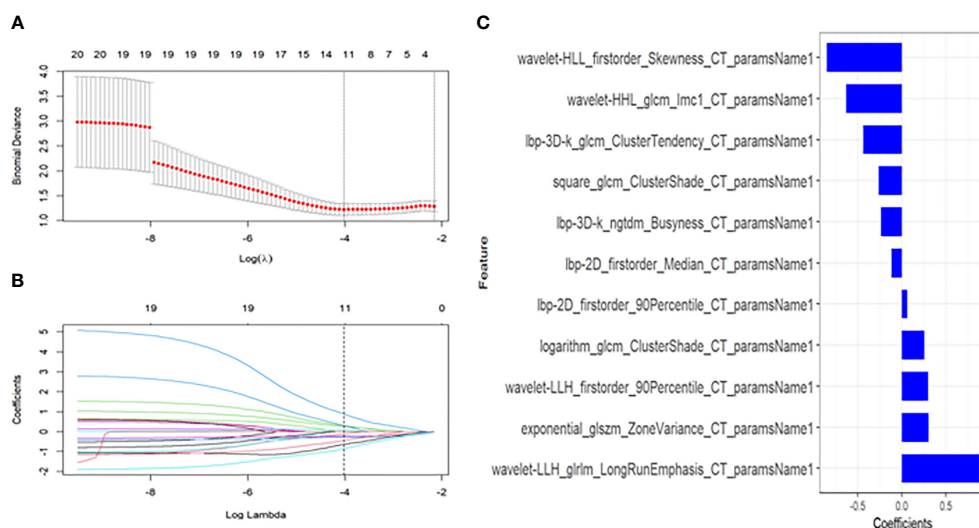 A
20 20 19 19 19 19 19 19 19 19 17 15 14 11 8 7 5 4
4.0
3.5
3.0
2.5
2.0
1.5
1.0
Binomial Deviance
-8 -6 -4 -2
Log(λ)
B
19 19 11 0
5
4
3
2
1
0
-1
-2
Coefficients
-8 -6 -4 -2
Log Lambda
C
Feature
wavelet-HLL_firstorder_Skewness_CT_paramsName1
wavelet-HHL_glcm_Imc1_CT_paramsName1
lbp-3D-k_glcm_ClusterTendency_CT_paramsName1
square_glcm_ClusterShade_CT_paramsName1
lbp-3D-k_ngtdm_Busyness_CT_paramsName1
lbp-2D_firstorder_Median_CT_paramsName1
lbp-2D_firstorder_90Percentile_CT_paramsName1
logarithm_glcm_ClusterShade_CT_paramsName1
wavelet-LLH_firstorder_90Percentile_CT_paramsName1
exponential_glszm_ZoneVariance_CT_paramsName1
wavelet-LLH_glrlm_LongRunEmphasis_CT_paramsName1
-0.5 0.0 0.5
Coefficients